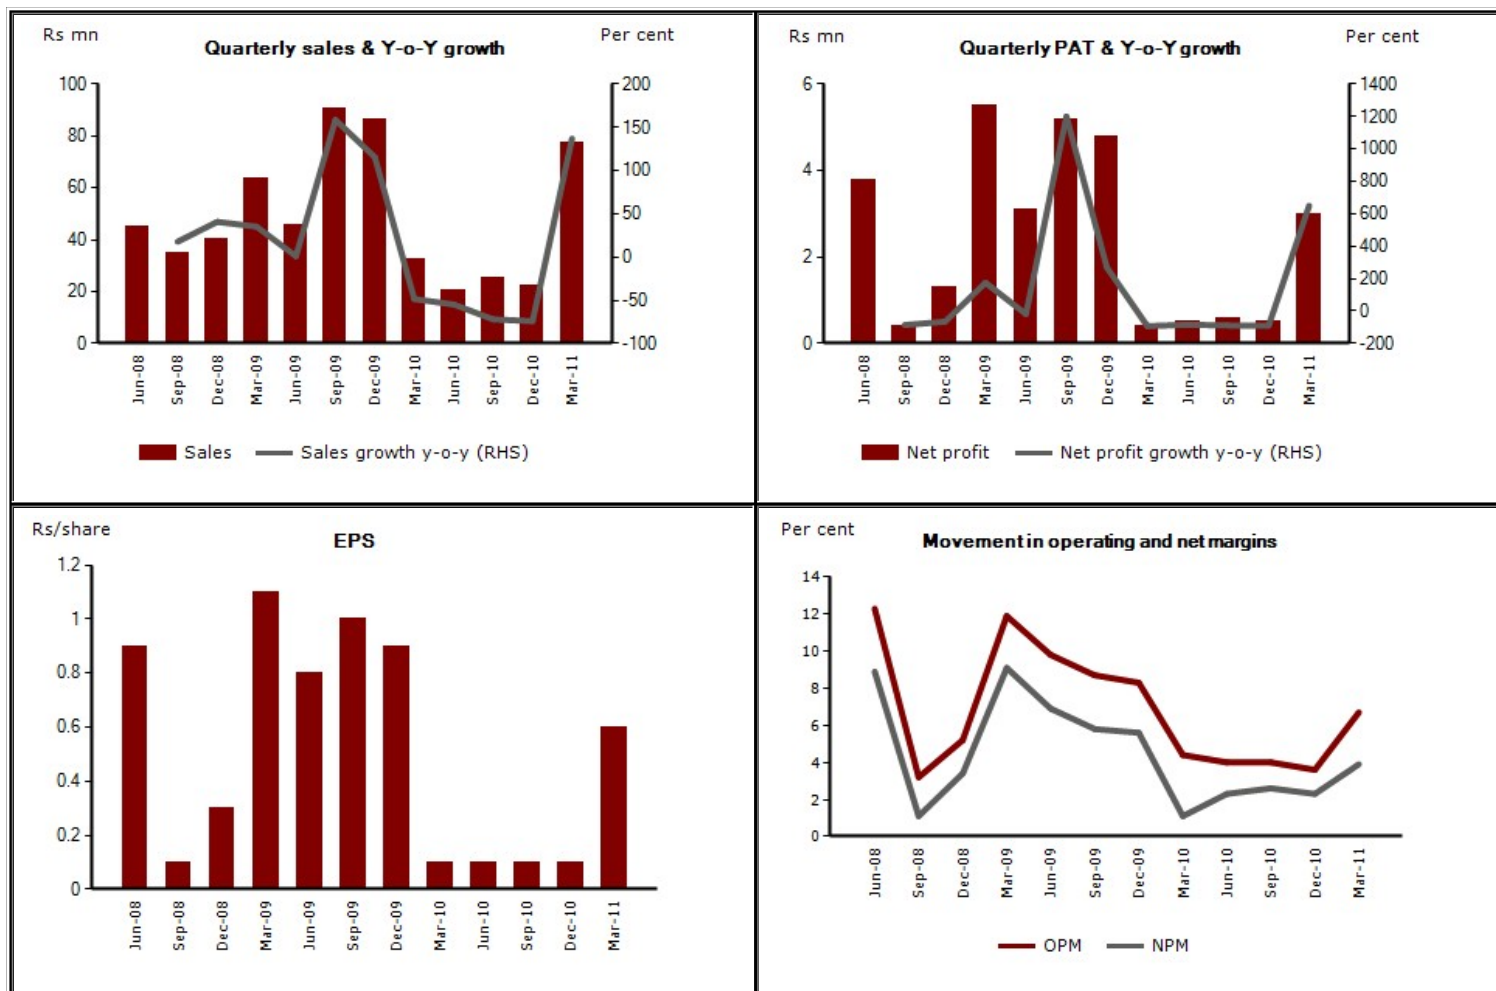 Rs mn
Quarterly sales & Y-o-Y growth
Per cent
100
80
60
40
20
0
200
150
100
50
0
-50
-100
Jun-08
Sep-08
Dec-08
Mar-09
Jun-09
Sep-09
Dec-09
Mar-10
Jun-10
Sep-10
Dec-10
Mar-11
Sales
Sales growth y-o-y (RHS)
Rs mn
Quarterly PAT & Y-o-Y growth
Per cent
6
4
2
0
1400
1200
1000
800
600
400
200
0
-200
Jun-08
Sep-08
Dec-08
Mar-09
Jun-09
Sep-09
Dec-09
Mar-10
Jun-10
Sep-10
Dec-10
Mar-11
Net profit
Net profit growth y-o-y (RHS)
Rs/share
EPS
1.2
1
0.8
0.6
0.4
0.2
0
Jun-08
Sep-08
Dec-08
Mar-09
Jun-09
Sep-09
Dec-09
Mar-10
Jun-10
Sep-10
Dec-10
Mar-11
Per cent
Movement in operating and net margins
14
12
10
8
6
4
2
0
Jun-08
Sep-08
Dec-08
Mar-09
Jun-09
Sep-09
Dec-09
Mar-10
Jun-10
Sep-10
Dec-10
Mar-11
OPM
NPM